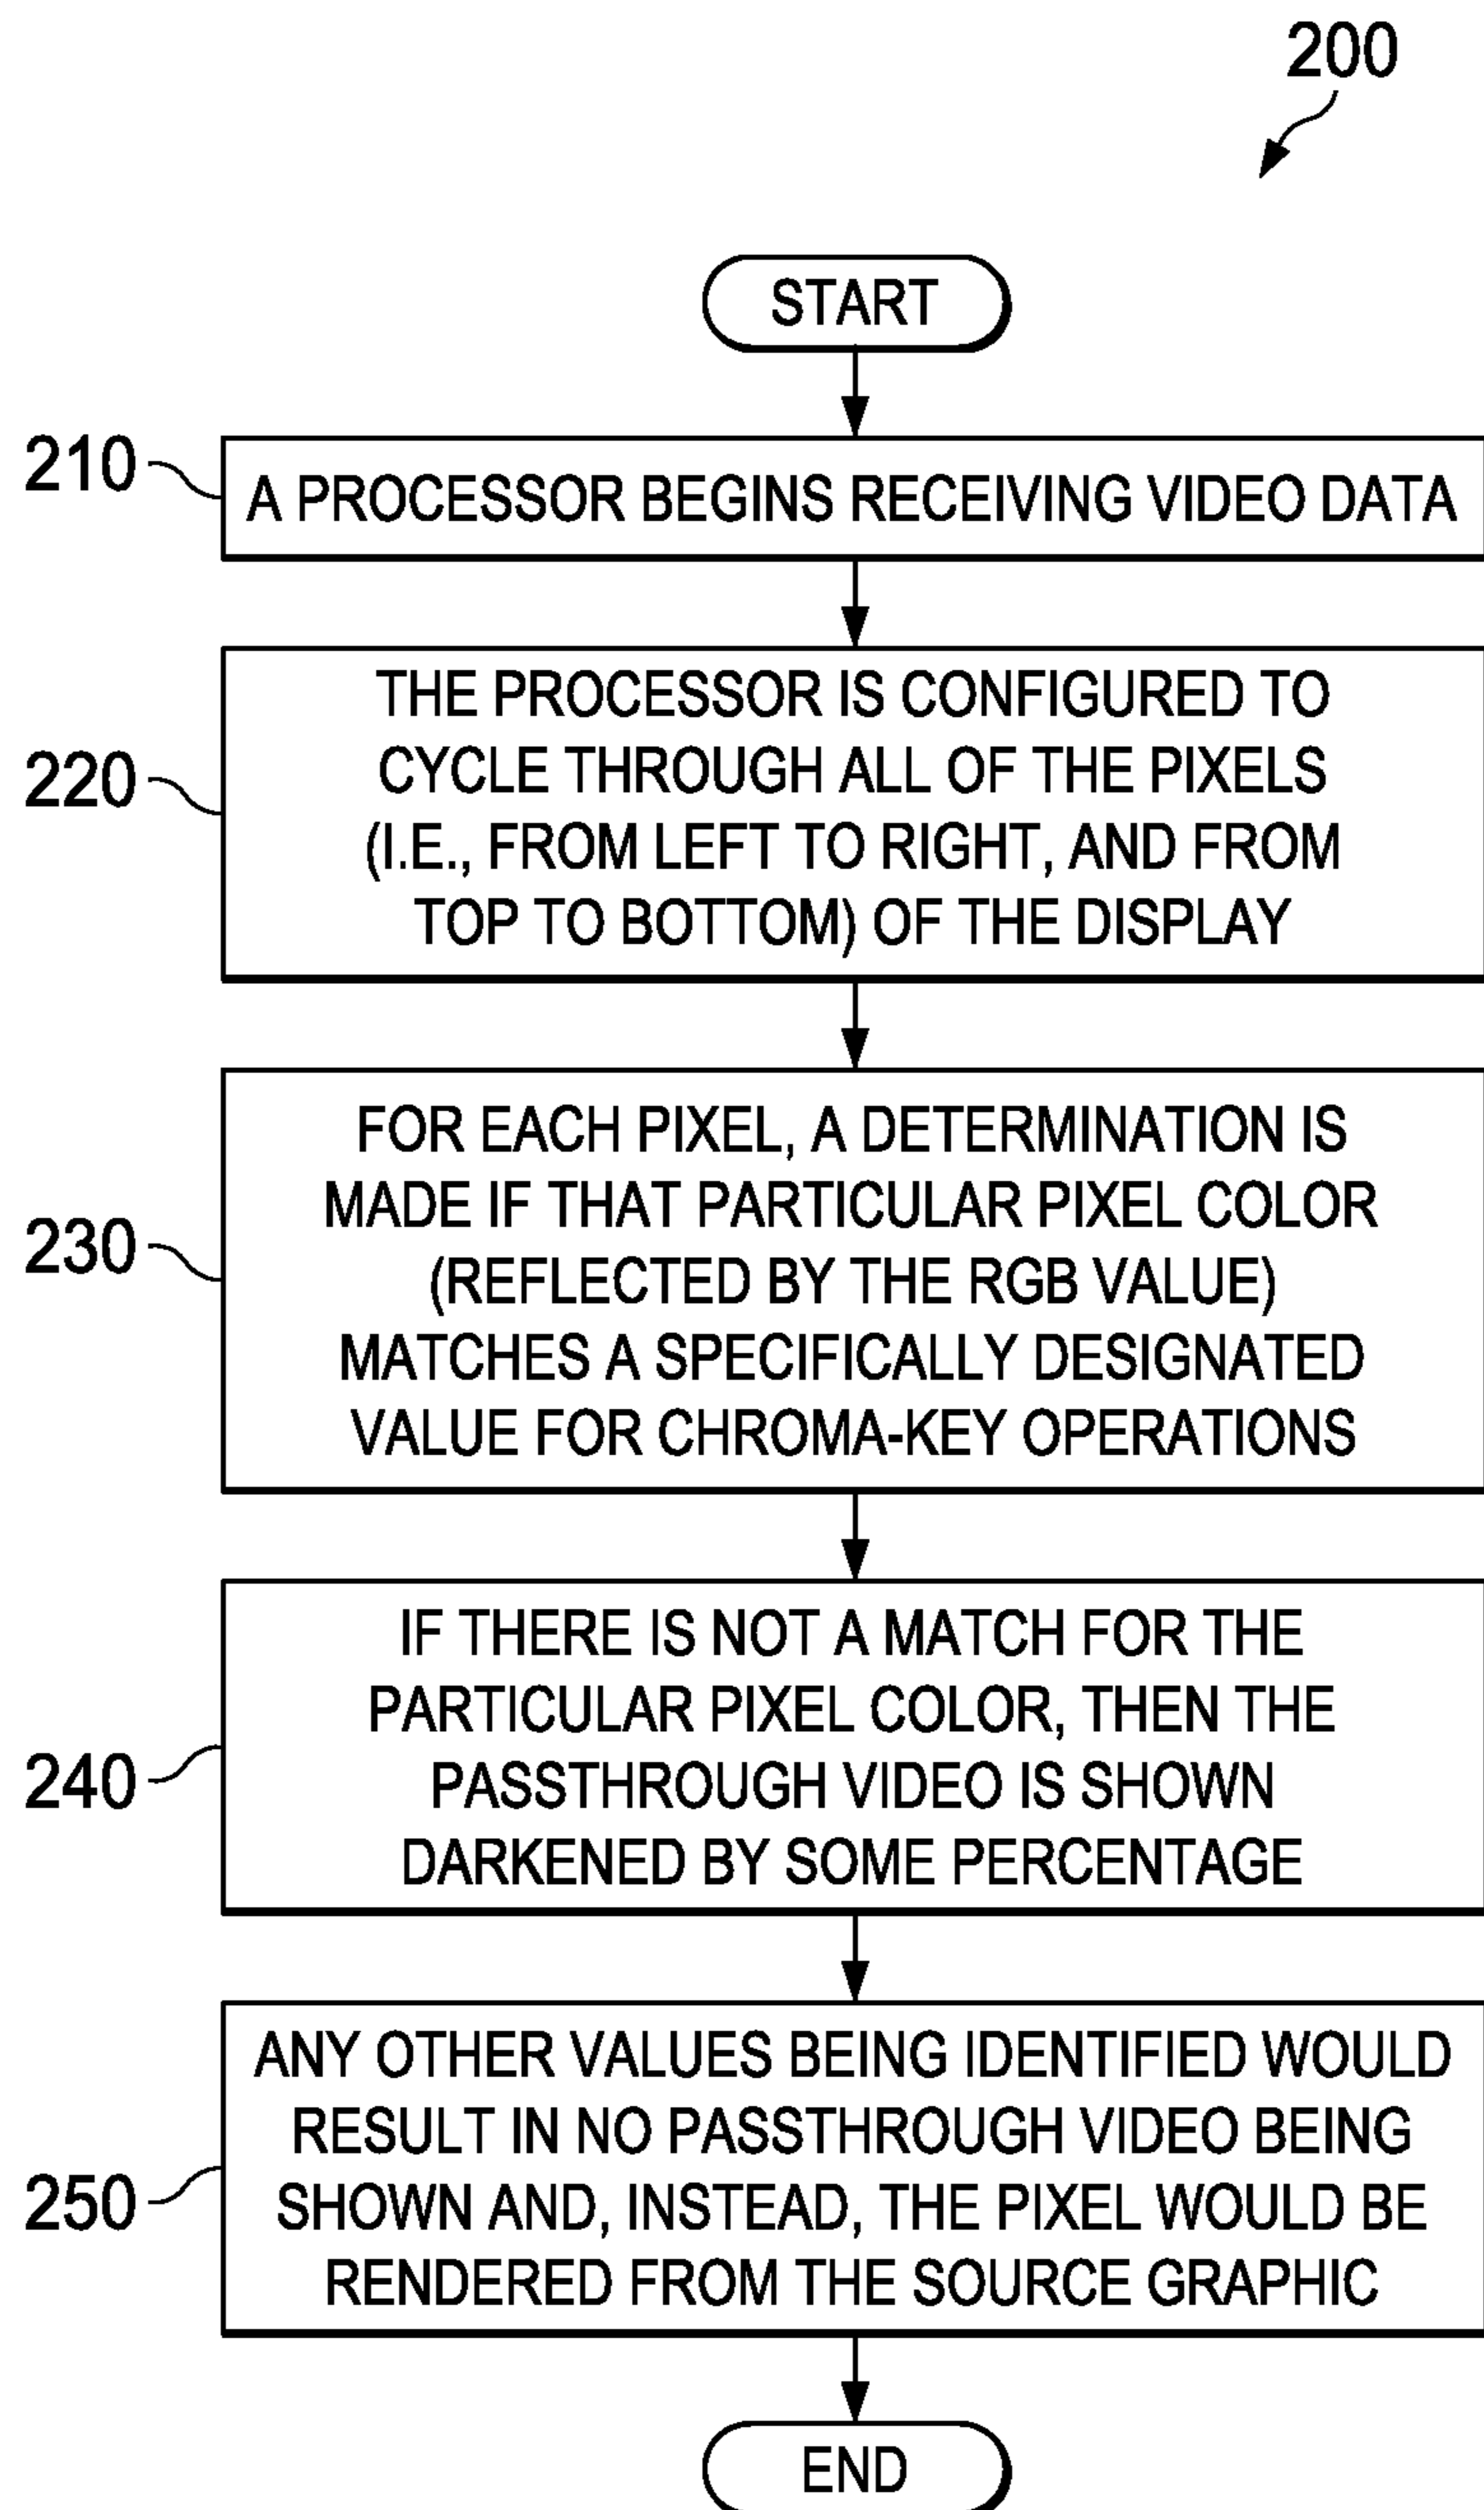 200
START
210
A PROCESSOR BEGINS RECEIVING VIDEO DATA
THE PROCESSOR IS CONFIGURED TO
CYCLE THROUGH ALL OF THE PIXELS
220
(I.E., FROM LEFT TO RIGHT, AND FROM
TOP TO BOTTOM) OF THE DISPLAY
FOR EACH PIXEL, A DETERMINATION IS
MADE IF THAT PARTICULAR PIXEL COLOR
230
(REFLECTED BY THE RGB VALUE)
MATCHES A SPECIFICALLY DESIGNATED
VALUE FOR CHROMA-KEY OPERATIONS
IF THERE IS NOT A MATCH FOR THE
PARTICULAR PIXEL COLOR, THEN THE
240
PASSTHROUGH VIDEO IS SHOWN
DARKENED BY SOME PERCENTAGE
ANY OTHER VALUES BEING IDENTIFIED WOULD
RESULT IN NO PASSTHROUGH VIDEO BEING
250
SHOWN AND, INSTEAD, THE PIXEL WOULD BE
RENDERED FROM THE SOURCE GRAPHIC
END